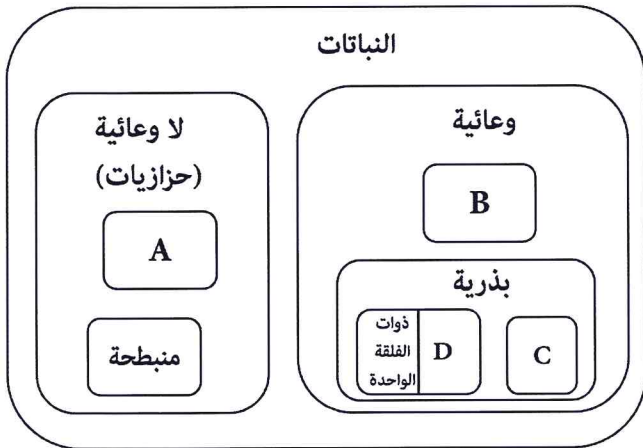 النباتات
وعائية
B
بذرية
C
D
ذوات
الفلقة
الواحدة
لا وعائية
(حزازيات)
A
منبطحة